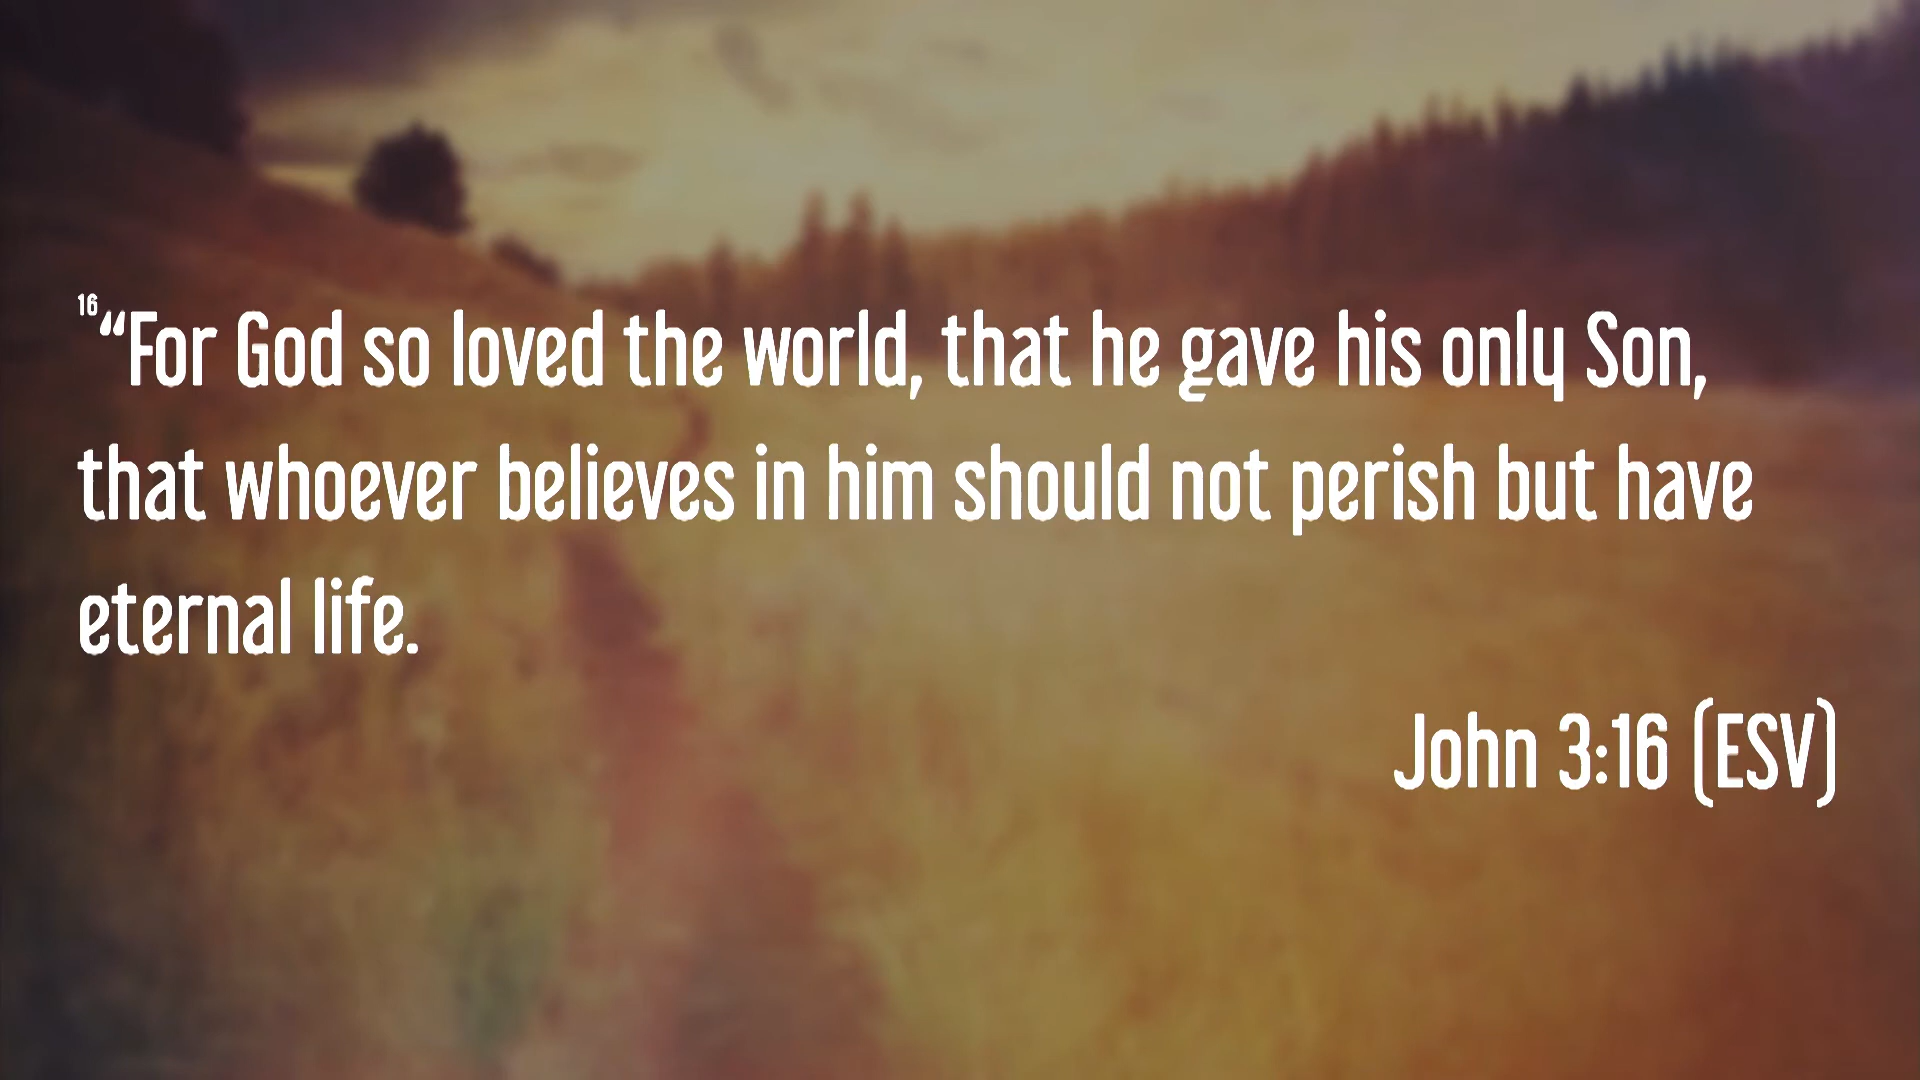 16“For God so loved the world, that he gave his only Son,
that whoever believes in him should not perish but have
eternal life.
John 3:16 (ESV)